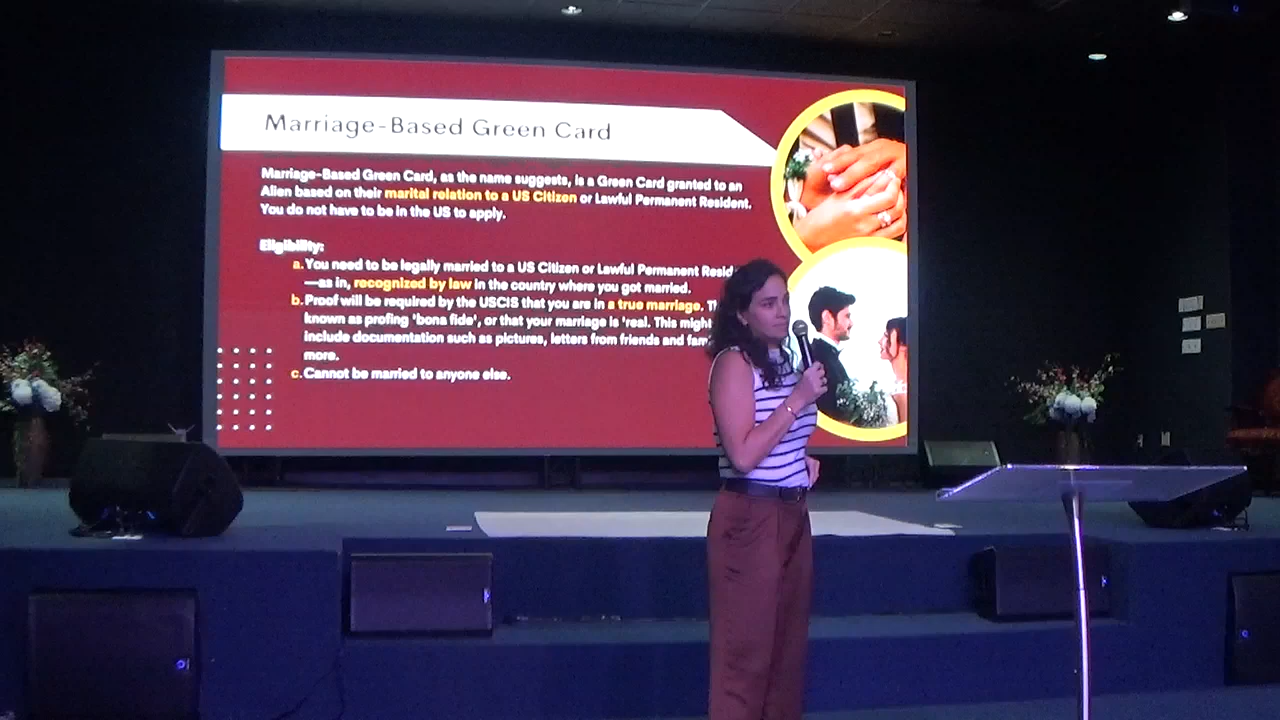 Marriage-Based Green Card
Marriage-Based Green Card, as the name suggests, is a Green Card granted to an
Alien based on their marital relation to a US Citizen or Lawful Permanent Resident.
You do not have to be in the US to apply.
Eligibility:
a. You need to be legally married to a US Citizen or Lawful Permanent
—as in, recognized by law in the country where you got married.
b. Proof will be required by the USCIS that you are in a true marriage.
known as profing 'bona fide', or that your marriage is 'real. This might
include documentation such as pictures, letters from friends and
more.
c. Cannot be married to anyone else.